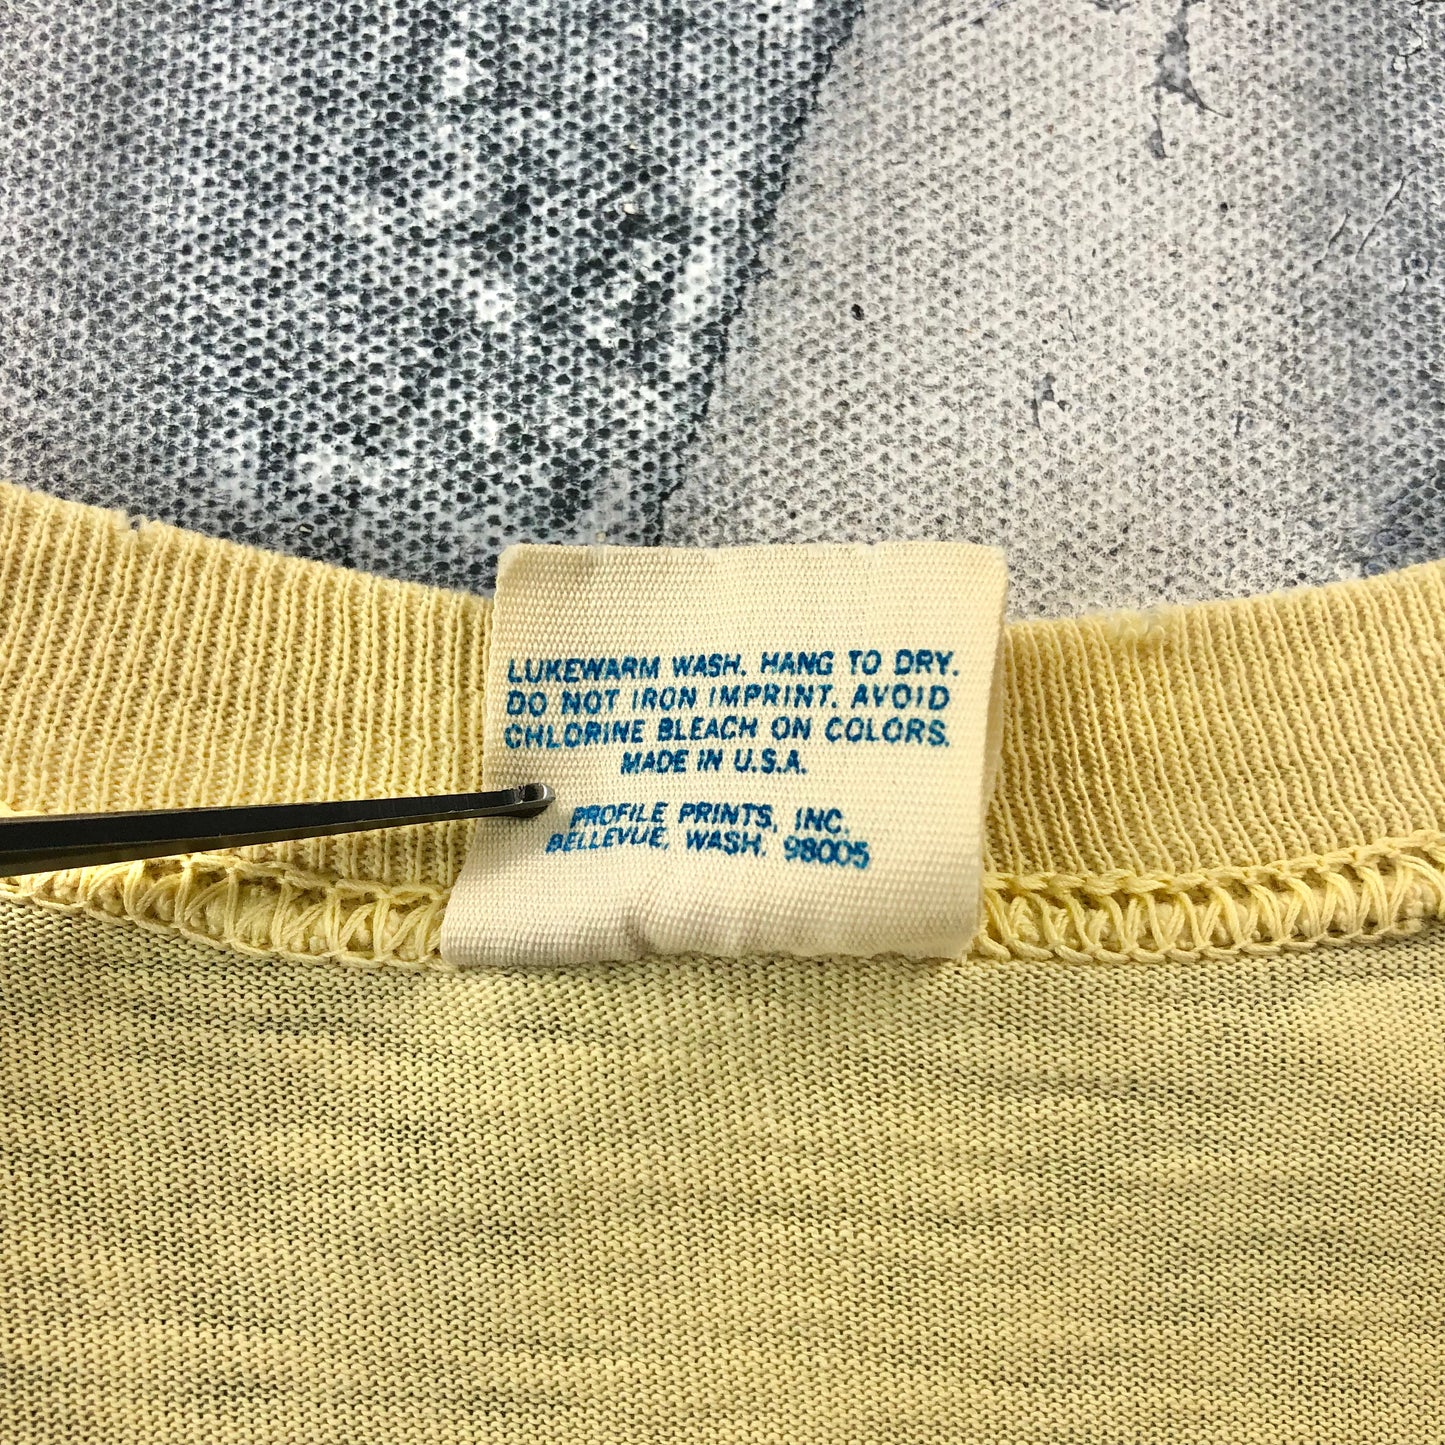 LUKEWARM WASH. HANG TO DRY.
DO NOT IRON IMPRINT. AVOID
CHLORINE BLEACH ON COLORS.
MADE IN U.S.A.
PROFILE PRINTS, INC.
BELLEVUE, WASH. 98005